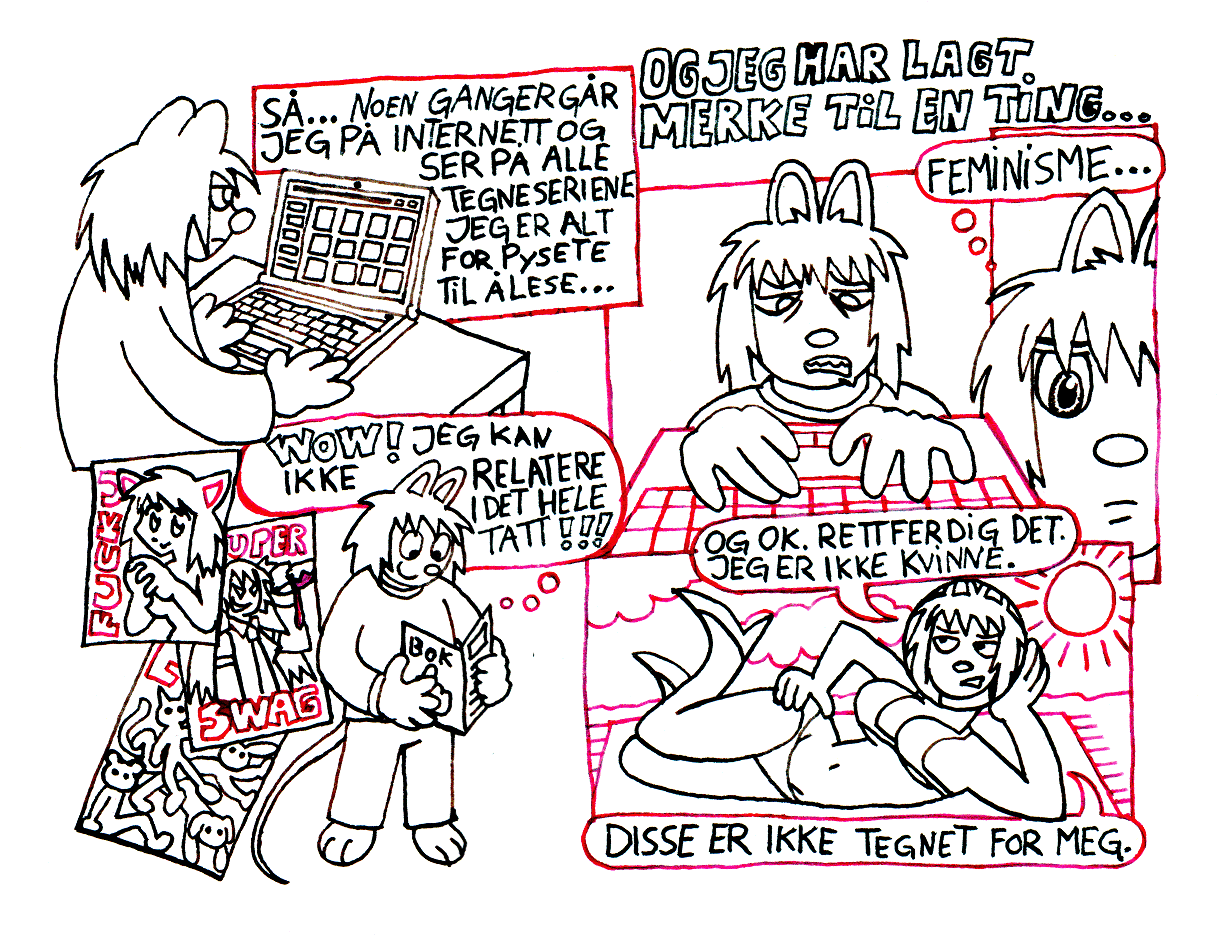 SÅ... NOEN GANGER GÅR
JEG PÅ INTERNETT OG
SER PÅ ALLE
TEGNESERIENE
JEG ER ALT
FOR PYSETE
TIL Å LESE...
OG JEG HAR LAGT
MERKE TIL EN TING...
FEMINISME...
WOW! JEG KAN
IKKE RELATERE
I DET HELE
TATT!!!
FUKUJ
SUPER
SWAG
BOK
OG OK. RETTFERDIG DET.
JEG ER IKKE KVINNE.
DISSE ER IKKE TEGNET FOR MEG.